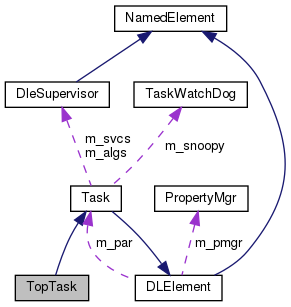 NamedElement
DleSupervisor
TaskWatchDog
m_svcs
m_algs
m_snoopy
Task
PropertyMgr
m_par
m_pmgr
TopTask
DLElement